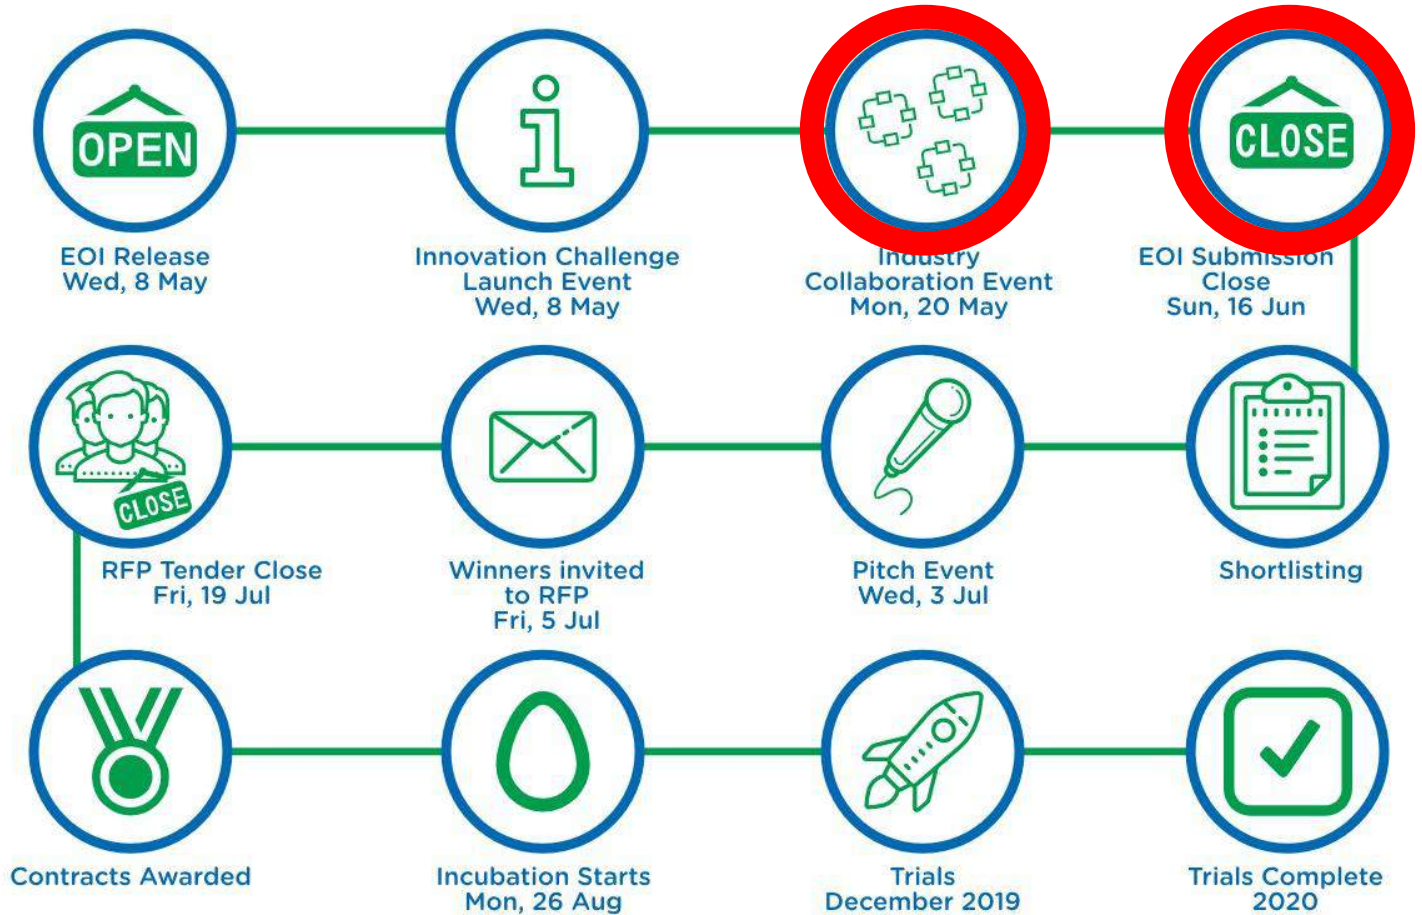 OPEN
EOI Release
Wed, 8 May
Innovation Challenge
Launch Event
Wed, 8 May
Industry
Collaboration Event
Mon, 20 May
CLOSE
EOI Submission
Close
Sun, 16 Jun
CLOSE
RFP Tender Close
Fri, 19 Jul
Winners invited
to RFP
Fri, 5 Jul
Pitch Event
Wed, 3 Jul
Shortlisting
Contracts Awarded
Incubation Starts
Mon, 26 Aug
Trials
December 2019
Trials Complete
2020